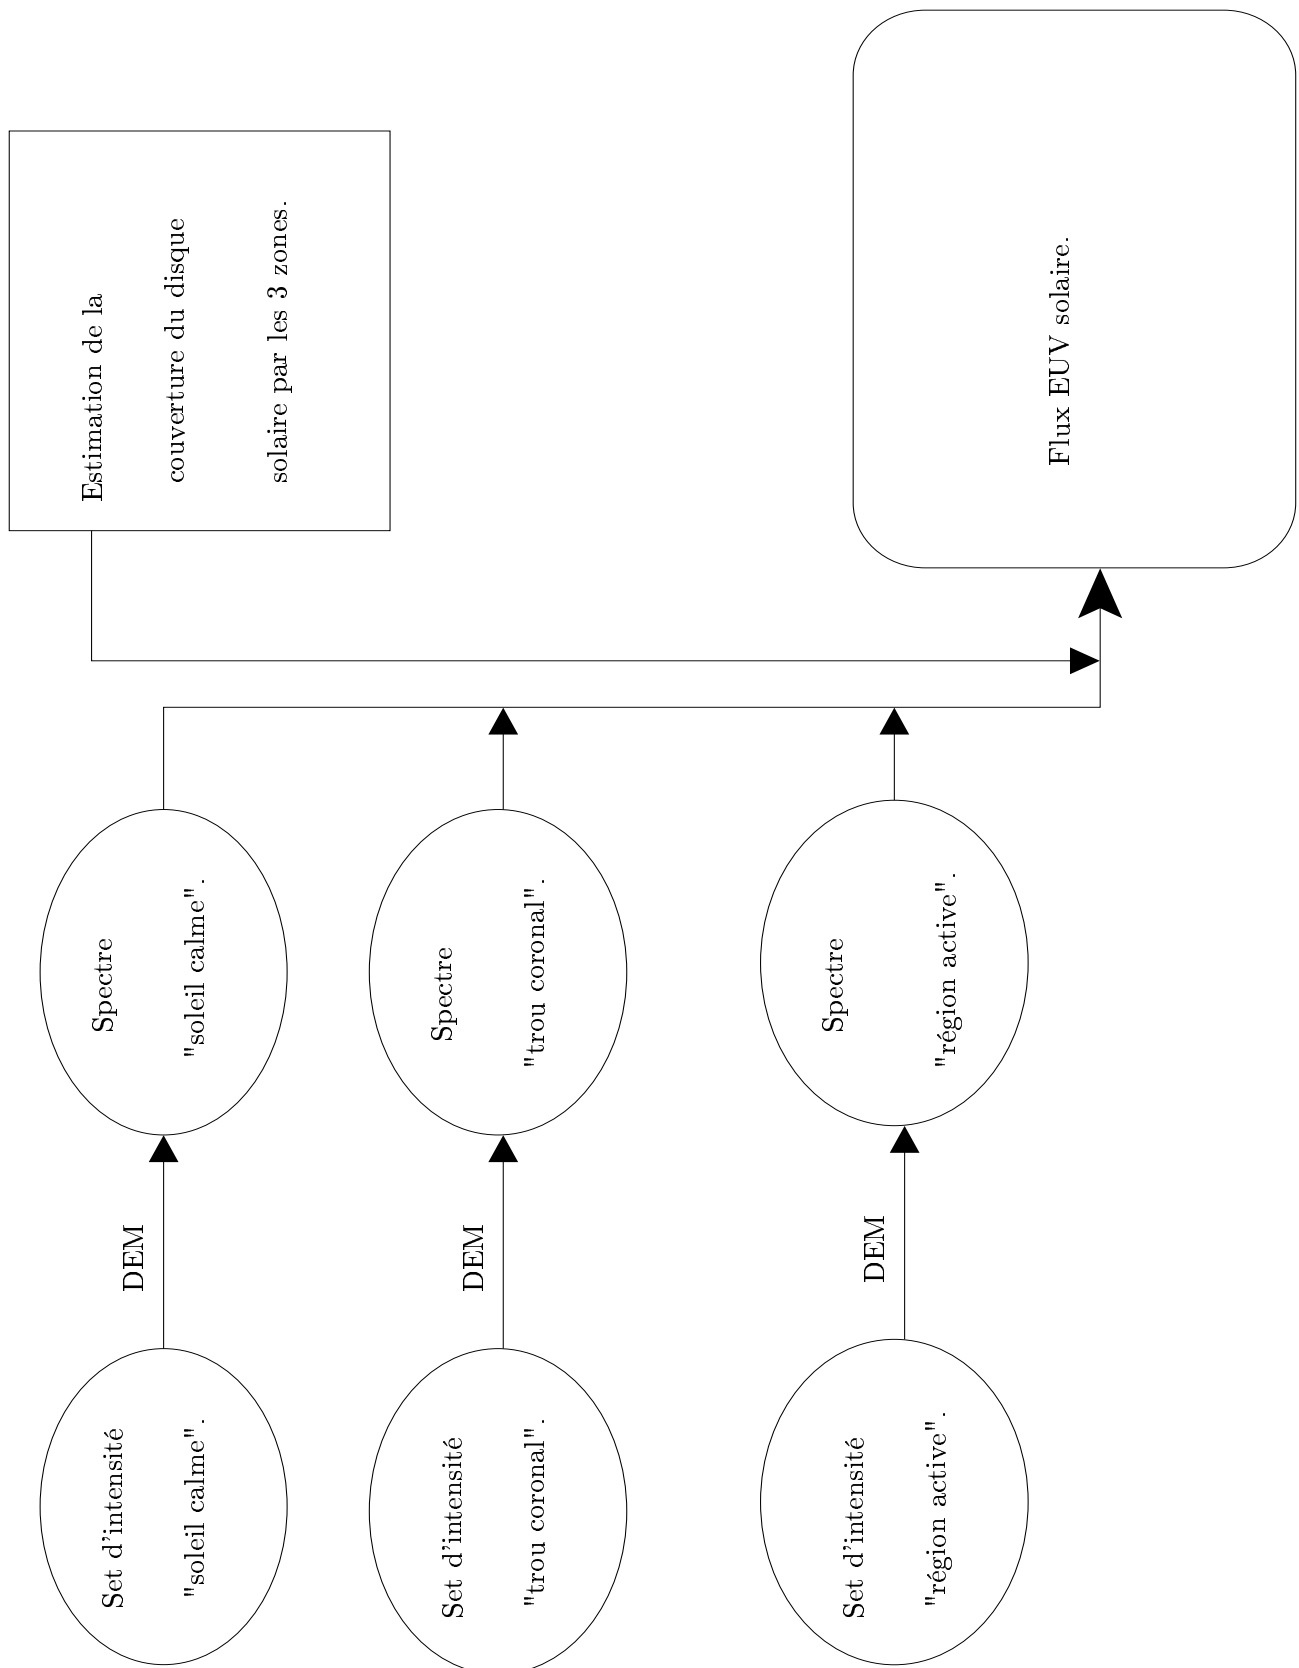 Set d'intensité
"soleil calme".
DEM
Spectre
"soleil calme".
Estimation de la
couverture du disque
solaire par les 3 zones.
Set d'intensité
"trou coronal".
DEM
Spectre
"trou coronal".
Set d'intensité
"région active".
DEM
Spectre
"région active".
Flux EUV solaire.